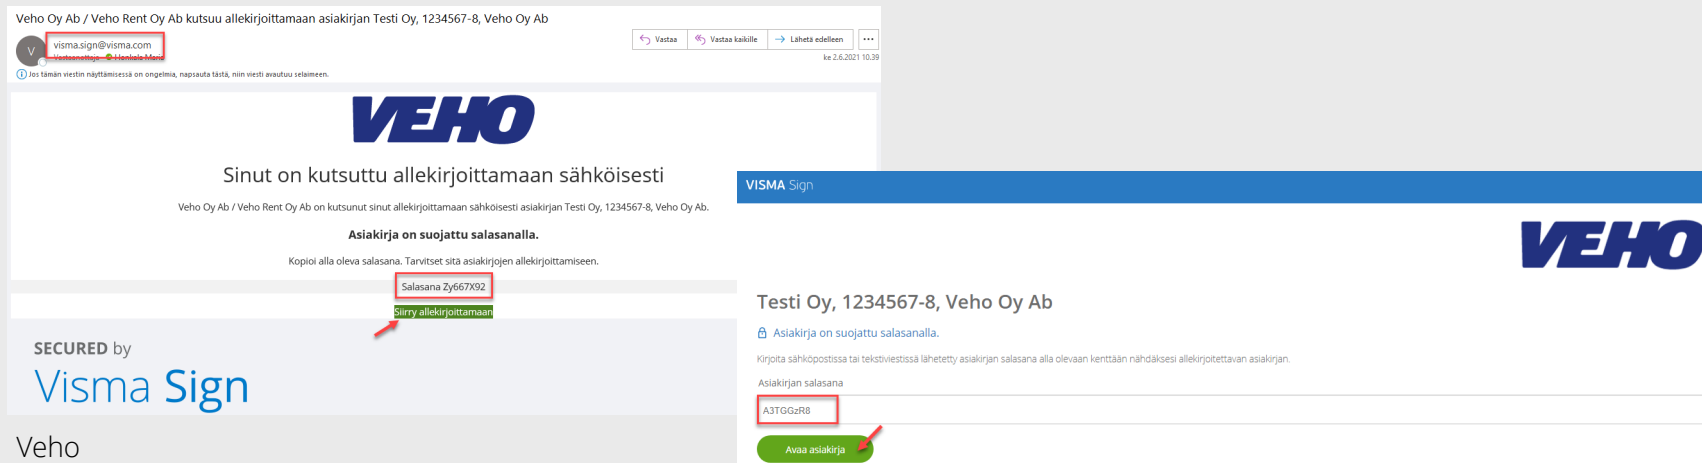 Veho Oy Ab / Veho Rent Oy Ab kutsuu allekirjoittamaan asiakirjan Testi Oy, 1234567-8, Veho Oy Ab
V
visma.sign@visma.com
Vastaanottaja Hankala Maria
Vastaa
Vastaa kaikille
Lähetä edelleen
ke 2.6.2021 10.39
Jos tämän viestin näyttämisessä on ongelmia, napsauta tästä, niin viesti avautuu selaimeen.
VEHO
Sinut on kutsuttu allekirjoittamaan sähköisesti
Veho Oy Ab / Veho Rent Oy Ab on kutsunut sinut allekirjoittamaan sähköisesti asiakirjan Testi Oy, 1234567-8, Veho Oy Ab.
Asiakirja on suojattu salasanalla.
Kopioi alla oleva salasana. Tarvitset sitä asiakirjojen allekirjoittamiseen.
Salasana Zy667X92
Siirry allekirjoittamaan
SECURED by
Visma Sign
Veho
VISMA Sign
VEHO
Testi Oy, 1234567-8, Veho Oy Ab
Asiakirja on suojattu salasanalla.
Kirjoita sähköpostissa tai tekstiviestissä lähetetty asiakirjan salasana alla olevaan kenttään nähdäksesi allekirjoitettavan asiakirjan.
Asiakirjan salasana
A3TGGzR8
Avaa asiakirja